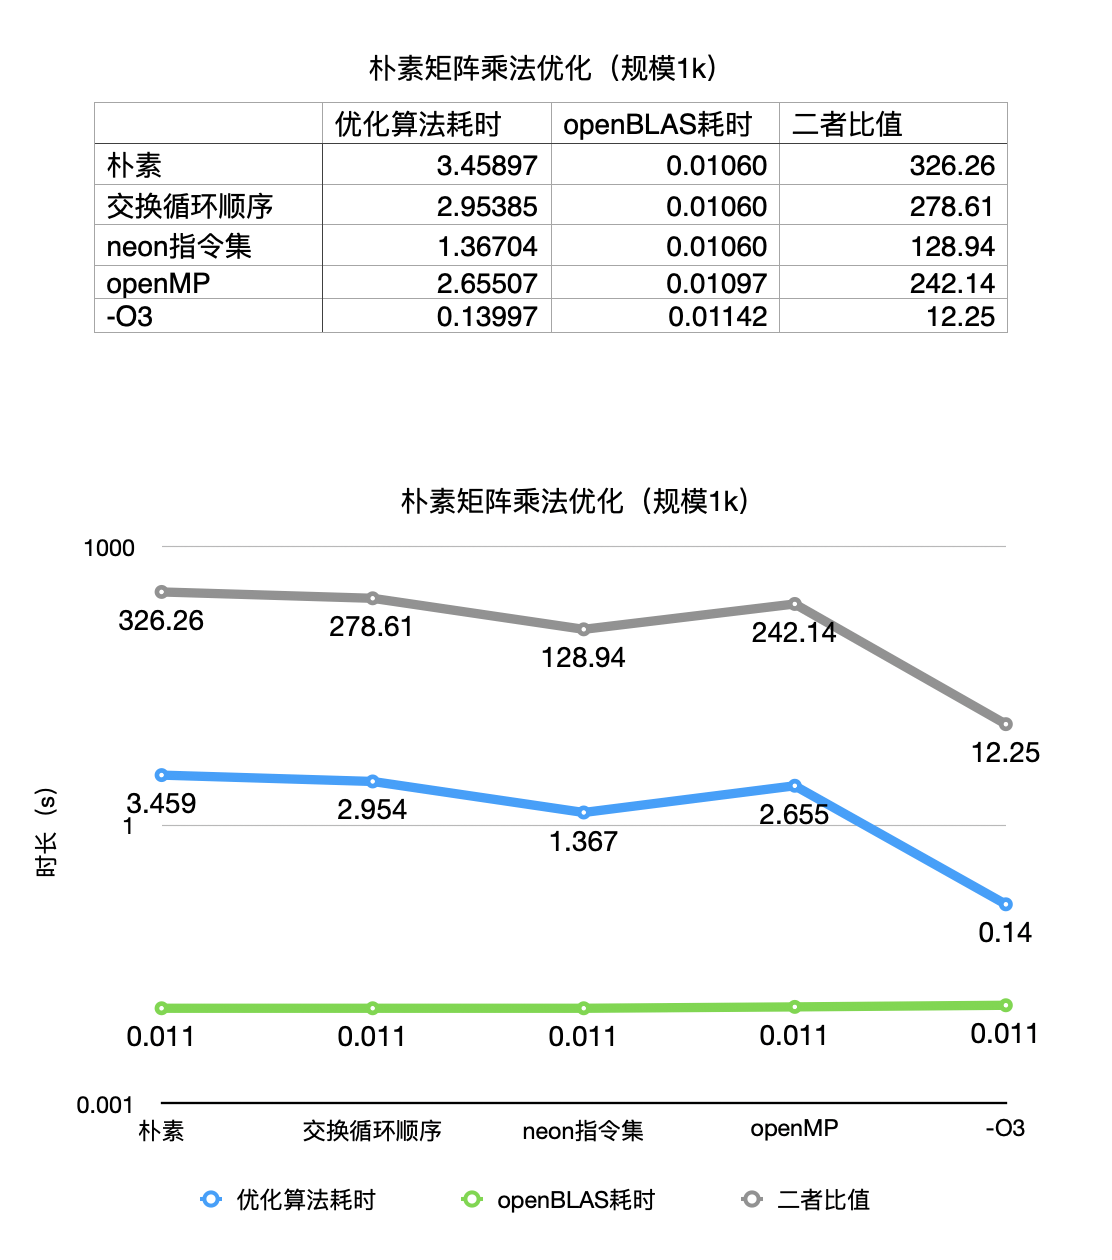 朴素矩阵乘法优化（规模1k）
优化算法耗时 openBLAS耗时 二者比值
朴素 3.45897 0.01060 326.26
交换循环顺序 2.95385 0.01060 278.61
neon指令集 1.36704 0.01060 128.94
openMP 2.65507 0.01097 242.14
-O3 0.13997 0.01142 12.25
朴素矩阵乘法优化（规模1k）
1000
326.26 278.61 128.94 242.14 12.25
时长（s）
3.459 2.954 1.367 2.655 0.14
1
0.011 0.011 0.011 0.011 0.011
0.001
朴素 交换循环顺序 neon指令集 openMP -O3
优化算法耗时 openBLAS耗时 二者比值